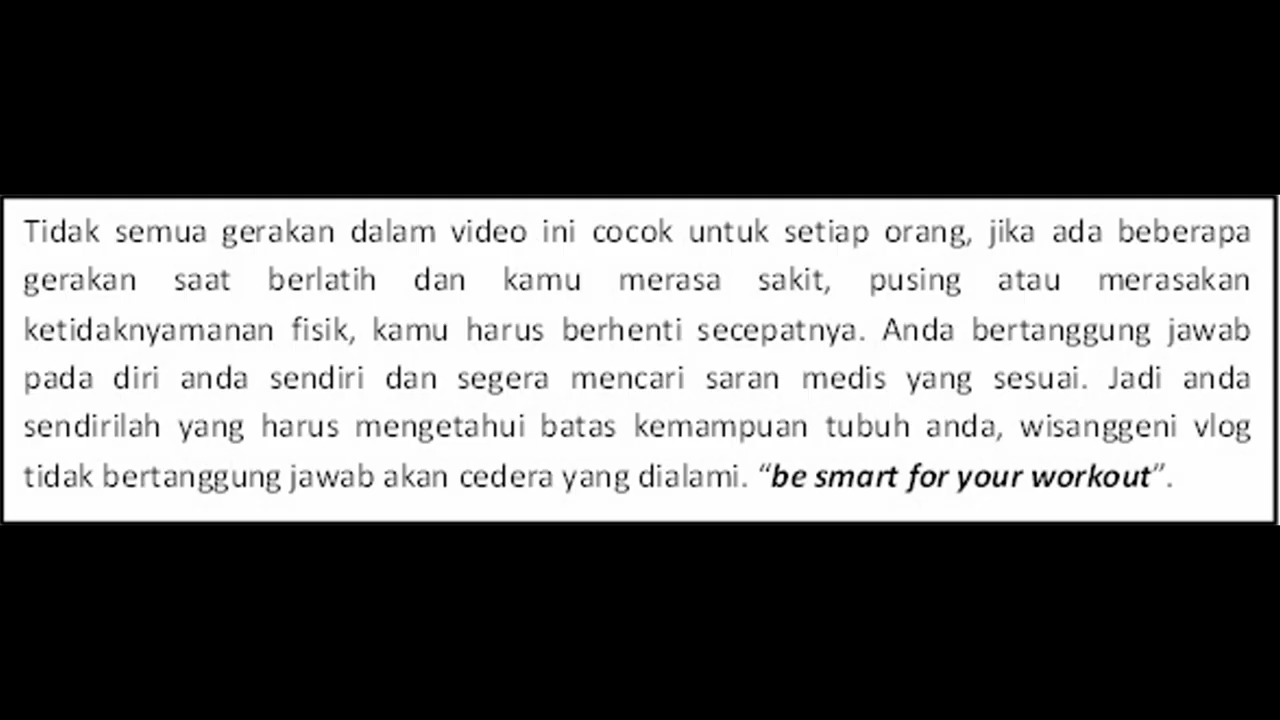 Tidak semua gerakan dalam video ini cocok untuk setiap orang, jika ada beberapa
gerakan saat berlatih dan kamu merasa sakit, pusing atau merasakan
ketidaknyamanan fisik, kamu harus berhenti secepatnya. Anda bertanggung jawab
pada diri anda sendiri dan segera mencari saran medis yang sesuai. Jadi anda
sendirilah yang harus mengetahui batas kemampuan tubuh anda, wisanggeni vlog
tidak bertanggung jawab akan cedera yang dialami. “be smart for your workout”.